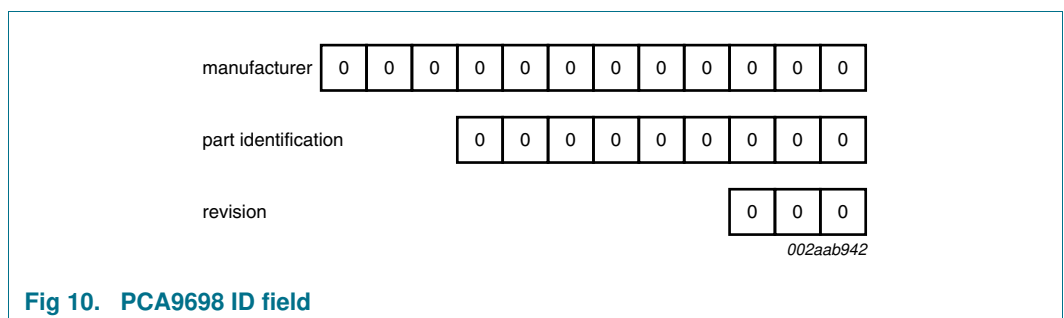 manufacturer 0 0 0 0 0 0 0 0 0 0 0 0
part identification 0 0 0 0 0 0 0 0 0
revision 0 0 0
002aab942
Fig 10. PCA9698 ID field